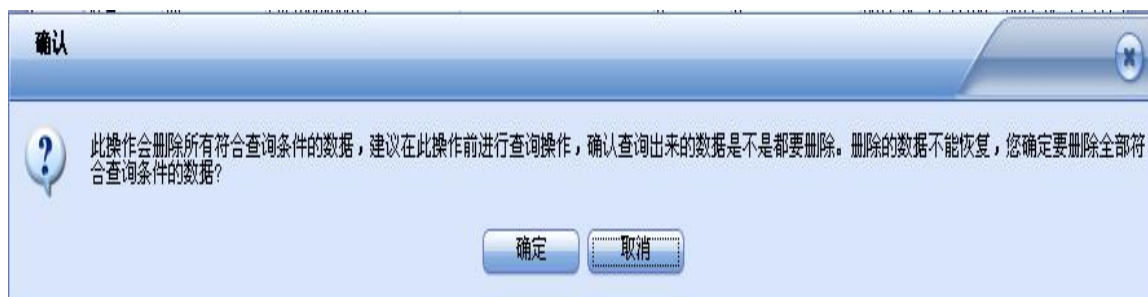 确认
此操作会删除所有符合查询条件的数据，建议在此操作前进行查询操作，确认查询出来的数据是不是都要删除。删除的数据不能恢复，您确定要删除全部符
合查询条件的数据?
确定
取消